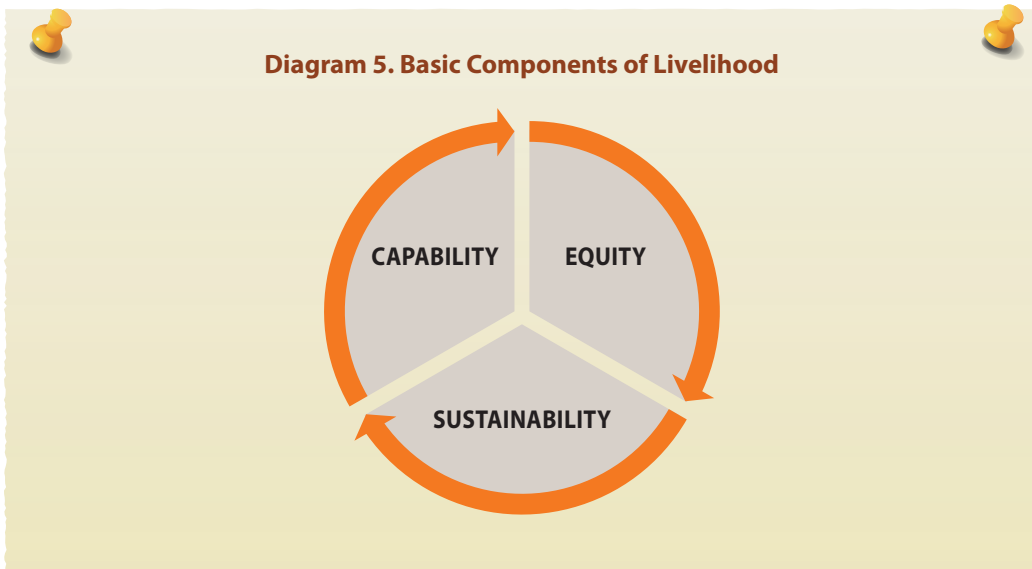 Diagram 5. Basic Components of Livelihood
CAPABILITY
EQUITY
SUSTAINABILITY